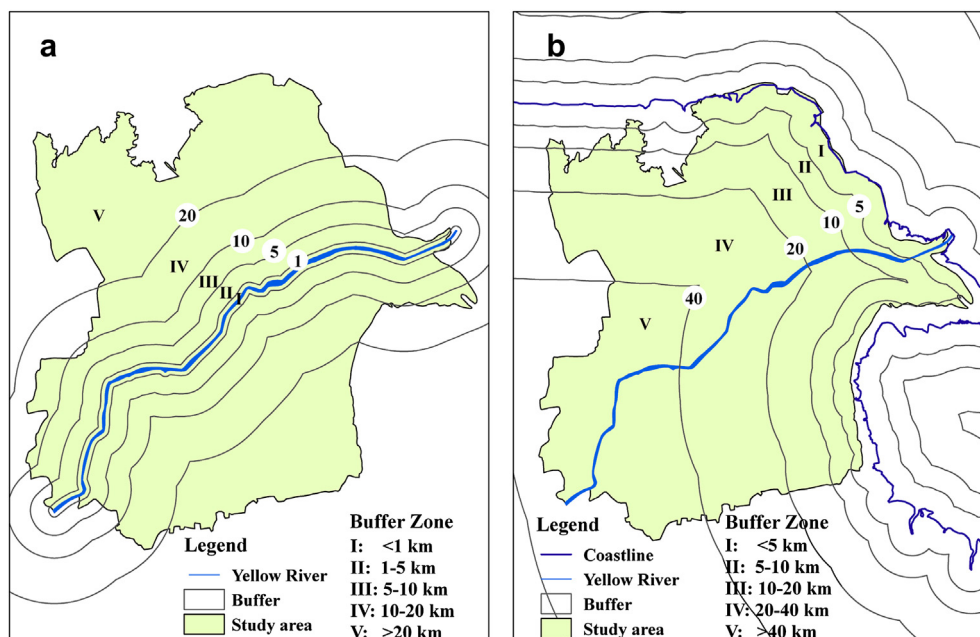 a
V
20
10
5
1
IV
III
II
I
Legend
Yellow River
Buffer
Study area
Buffer Zone
I: <1 km
II: 1-5 km
III: 5-10 km
IV: 10-20 km
V: >20 km
b
I
II
III
5
10
IV
20
40
V
Legend
Coastline
Yellow River
Buffer
Study area
Buffer Zone
I: <5 km
II: 5-10 km
III: 10-20 km
IV: 20-40 km
V: >40 km